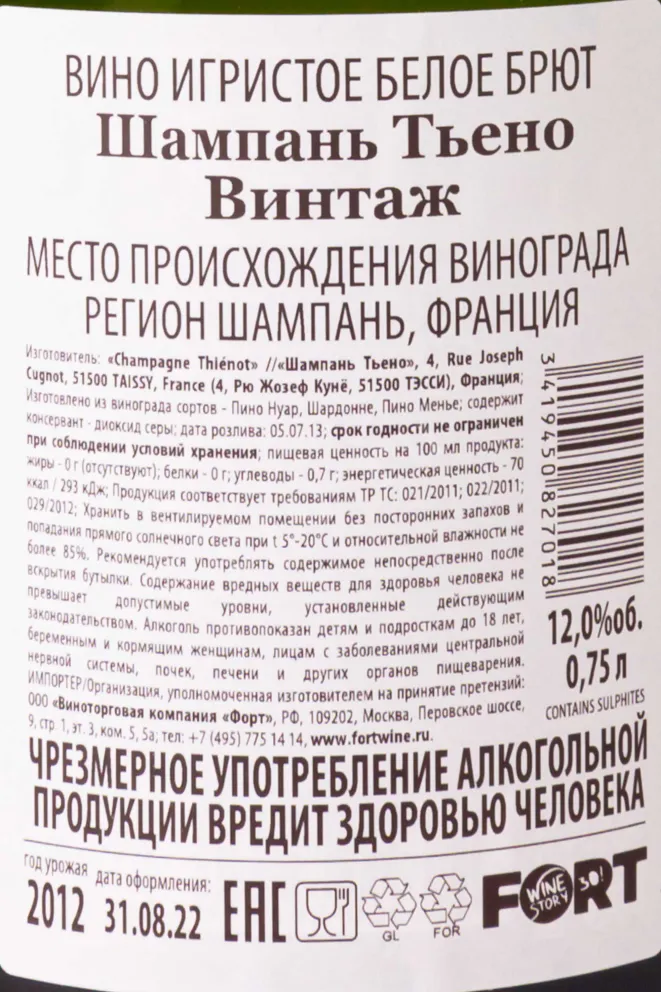 ВИНО ИГРИСТОЕ БЕЛОЕ БРЮТ
Шампань Тьено
Винтаж
МЕСТО ПРОИСХОЖДЕНИЯ ВИНОГРАДА
РЕГИОН ШАМПАНЬ, ФРАНЦИЯ
Изготовитель: «Champagne Thiénot» //«Шампань Тьено», 4, Rue Joseph
Cugnot, 51500 TAISSY, France (4, Рю Жозеф Кунё, 51500 ТЭССИ), Франция;
Изготовлено из винограда сортов - Пино Нуар, Шардонне, Пино Менье; содержит
консервант - диоксид серы; дата розлива: 05.07.13; срок годности не ограничен
при соблюдении условий хранения; пищевая ценность на 100 мл продукта:
жиры - 0 г (отсутствуют); белки - 0 г; углеводы - 0,7 г; энергетическая ценность - 70
ккал / 293 кДж; Продукция соответствует требованиям ТР ТС: 021/2011; 022/2011;
029/2012; Хранить в вентилируемом помещении без посторонних запахов и
попадания прямого солнечного света при t 5°-20°С и относительной влажности не
более 85%. Рекомендуется употреблять содержимое непосредственно после
вскрытия бутылки. Содержание вредных веществ для здоровья человека не
превышает допустимые уровни, установленные действующим
законодательством. Алкоголь противопоказан детям и подросткам до 18 лет,
беременным и кормящим женщинам, лицам с заболеваниями центральной
нервной системы, почек, печени и других органов пищеварения.
ИМПОРТЕР/Организация, уполномоченная изготовителем на принятие претензий:
ООО «Виноторговая компания «Форт», РФ, 109202, Москва, Перовское шоссе,
9, стр. 1, эт. 3, ком. 5, 5а; тел: +7 (495) 775 14 14, www.fortwine.ru.
3 419450 827018
12,0%об.
0,75 л
CONTAINS SULPHITES
ЧРЕЗМЕРНОЕ УПОТРЕБЛЕНИЕ АЛКОГОЛЬНОЙ
ПРОДУКЦИИ ВРЕДИТ ЗДОРОВЬЮ ЧЕЛОВЕКА
год урожая дата оформления:
2012 31.08.22
EAC
GL
FOR
FORT
WINE
STORY
30!